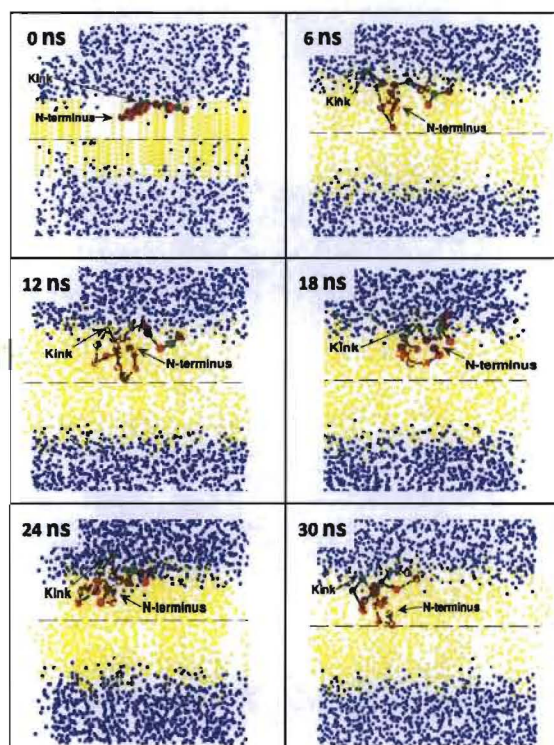 0 ns
Kink
N-terminus
6 ns
Kink
N-terminus
12 ns
Kink
N-terminus
18 ns
Kink
N-terminus
24 ns
Kink
N-terminus
30 ns
Kink
N-terminus